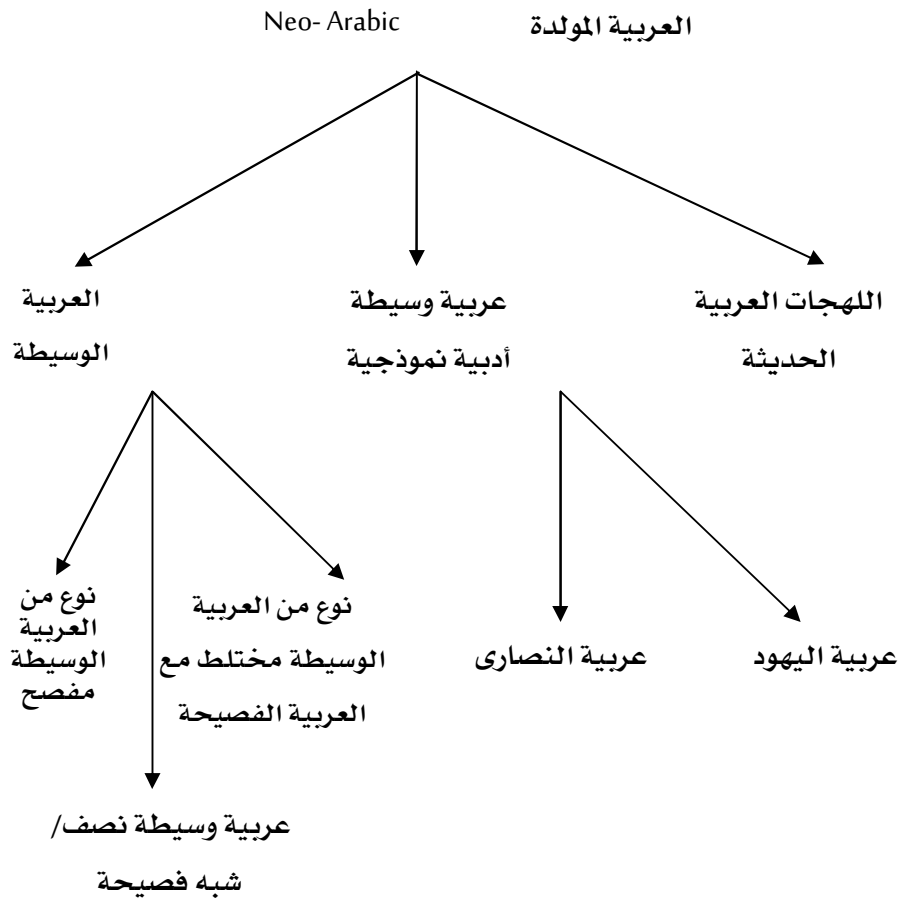 العربية المولدة Neo- Arabic
اللهجات العربية
الحديثة
عربية وسيطة
أدبية نموذجية
العربية
الوسيطة
عربية اليهود
عربية النصارى
نوع من العربية
الوسيطة مختلط مع
العربية الفصيحة
نوع من
العربية
الوسيطة
مفصح
عربية وسيطة نصف/
شبه فصيحة